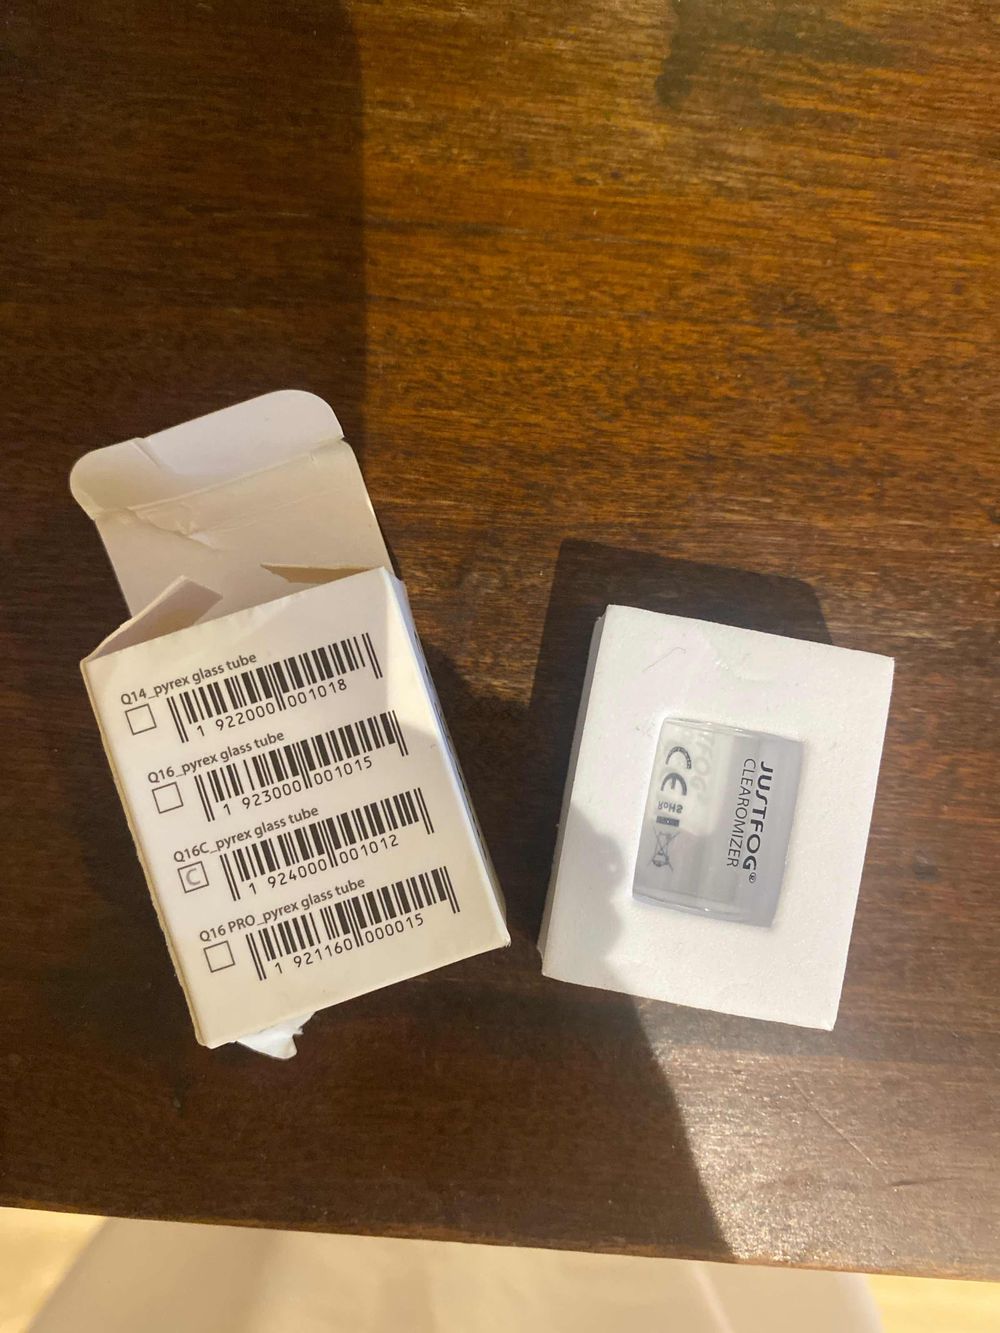 Q14_pyrex glass tube
1 922000 001018
Q16_pyrex glass tube
1 923000 001015
Q16C_pyrex glass tube
C
1 924000 001012
Q16 PRO_pyrex glass tube
1 921160 000015
JUSTFOG®
CLEAROMIZER
CE
RoHS